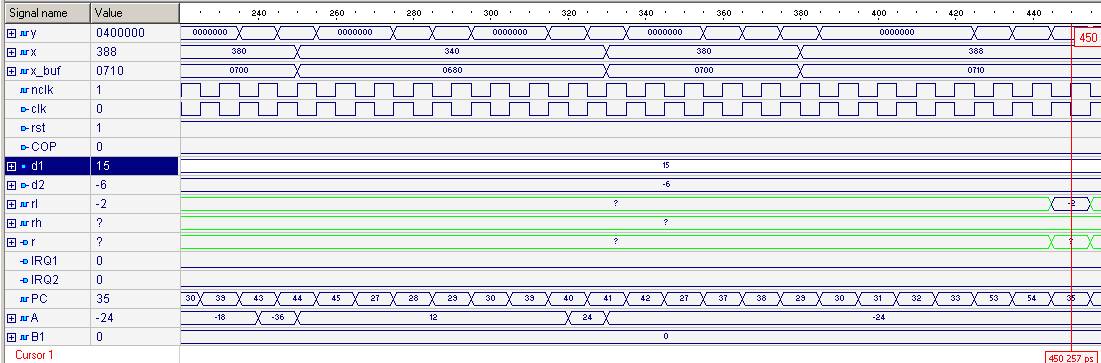 Signal name Value 240 260 280 300 320 340 360 380 400 420 440
y 0400000 0000000 0000000 0000000 0000000 0000000 450
x 388 380 340 380 388
x_buf 0710 0700 0680 0700 0710
nclk 1
clk 0
rst 1
COP 0
d1 15 15
d2 -6 -6
rl -2 ? -2
rh ? ?
r ? ? ?
IRQ1 0
IRQ2 0
PC 35 30 39 43 44 45 27 28 29 30 39 40 41 42 27 37 38 29 30 31 32 33 53 54 35
A -24 -18 -36 12 24 -24
B1 0 0
Cursor 1 450 257 ps